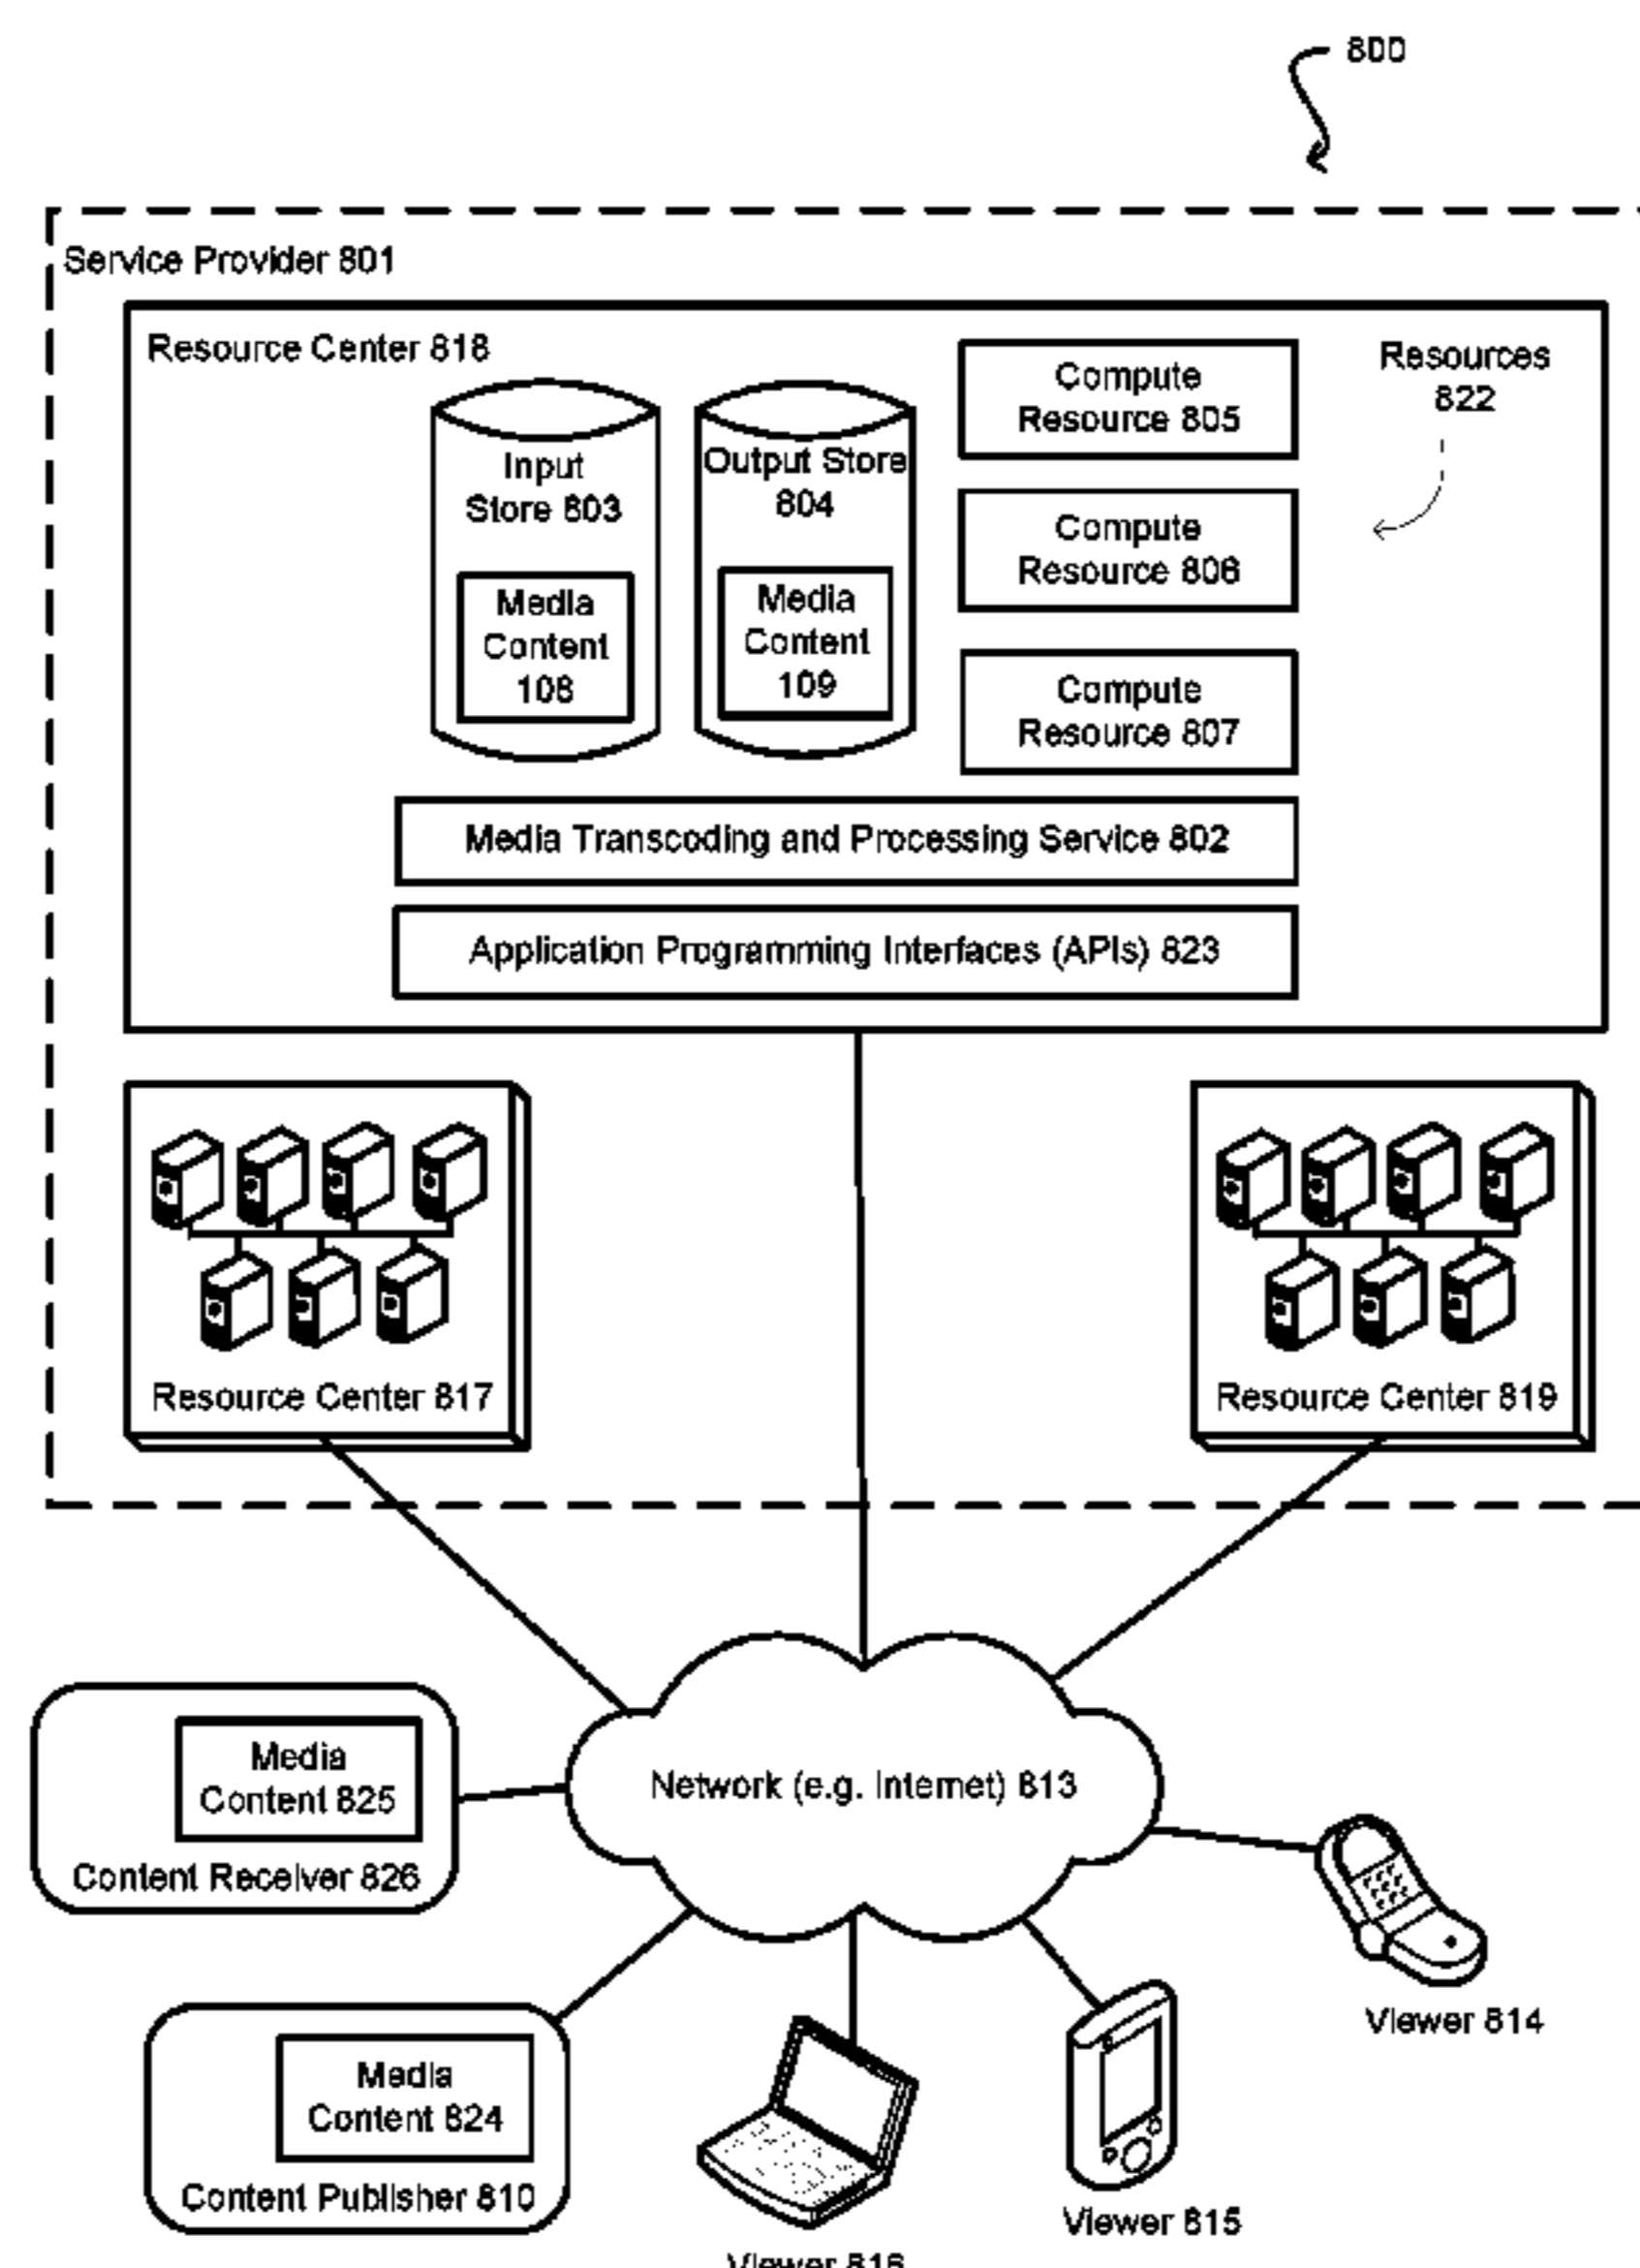 800
Service Provider 801
Resource Center 818
Resources
822
Compute
Resource 805
Input
Store 803
Output Store
804
Compute
Resource 806
Media
Content
108
Media
Content
109
Compute
Resource 807
Media Transcoding and Processing Service 802
Application Programming Interfaces (APIs) 823
Resource Center 817
Resource Center 819
Network (e.g. Internet) 813
Media
Content 825
Content Receiver 826
Media
Content 824
Content Publisher 810
Viewer 814
Viewer 815
Viewer 816